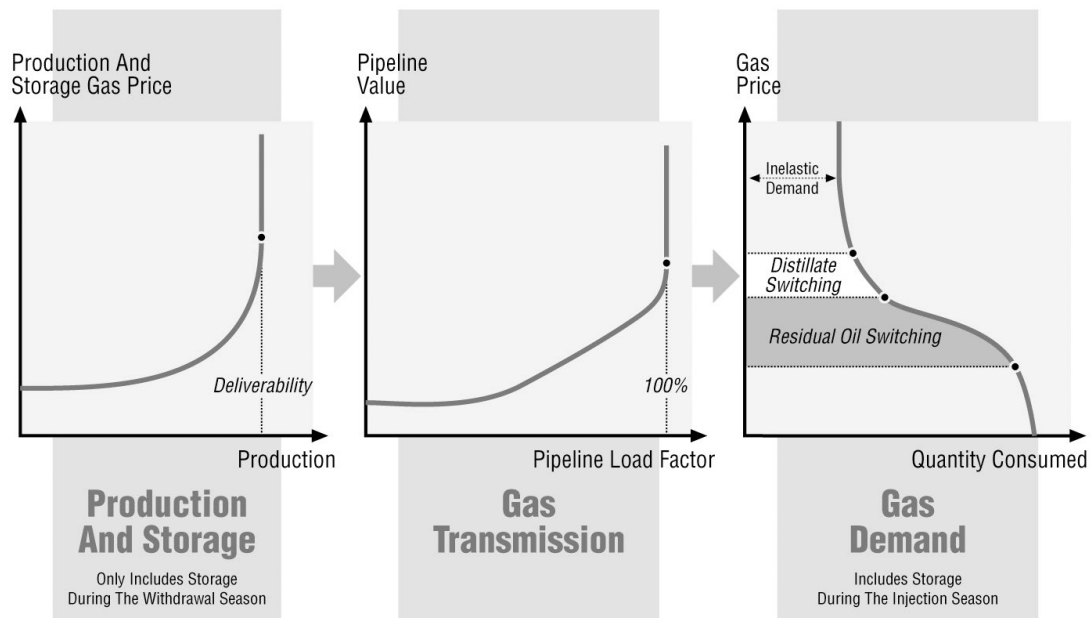 Production And
Storage Gas Price
Deliverability
Production
Production
And Storage
Only Includes Storage
During The Withdrawal Season
Pipeline
Value
100%
Pipeline Load Factor
Gas
Transmission
Gas
Price
Inelastic
Demand
Distillate
Switching
Residual Oil Switching
Quantity Consumed
Gas
Demand
Includes Storage
During The Injection Season